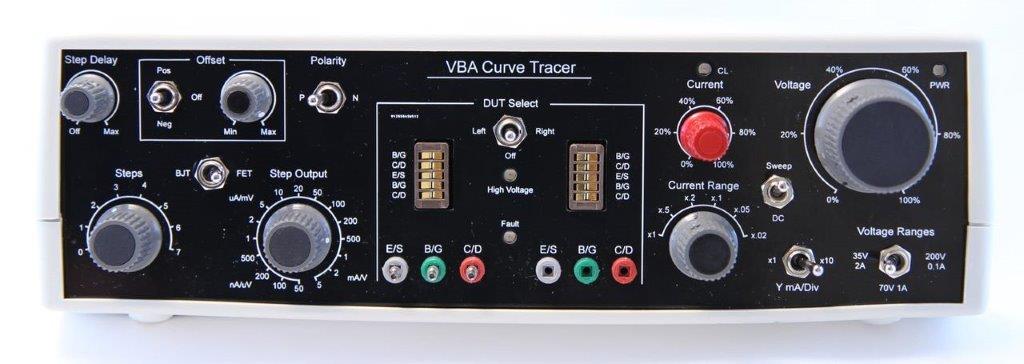 VBA Curve Tracer
Step Delay
Off Max
Offset
Pos
Off
Neg
Min Max
Polarity
P N
BJT FET
Steps
0 1 2 3 4 5 6 7
Step Output
uA/mV
5 10 20 50 100 200 500 1 2 5
mA/V
50 100 200 500
nA/uV
DUT Select
Left Right
Off
High Voltage
Fault
B/G
C/D
E/S
B/G
C/D
B/G
C/D
E/S
B/G
C/D
E/S B/G C/D
E/S B/G C/D
CL
Current
0% 20% 40% 60% 80% 100%
Current Range
x1 x.5 x.2 x.1 x.05 x.02
Sweep
DC
x1 x10
Y mA/Div
Voltage
0% 20% 40% 60% 80% 100%
PWR
Voltage Ranges
35V 200V
2A 0.1A
70V 1A